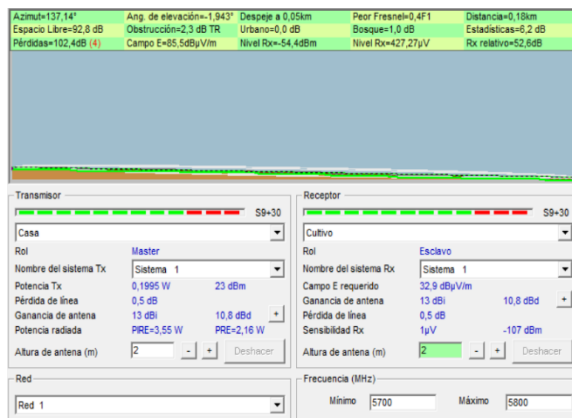 Azimut=137,14° Ang. de elevación=-1,943° Despeje a 0,05km Peor Fresnel=0,4F1 Distancia=0,18km
Espacio Libre=92,8 dB Obstrucción=2,3 dB TR Urbano=0,0 dB Bosque=1,0 dB Estadísticas=6,2 dB
Pérdidas=102,4dB (4) Campo E=85,5dBµV/m Nivel Rx=-54,4dBm Nivel Rx=427,27µV Rx relativo=52,6dB
Transmisor
S9+30
Casa
Rol Master
Nombre del sistema Tx Sistema 1
Potencia Tx 0,1995 W 23 dBm
Pérdida de línea 0,5 dB
Ganancia de antena 13 dBi 10,8 dBd +
Potencia radiada PIRE=3,55 W PRE=2,16 W
Altura de antena (m) 2 - + Deshacer
Red
Red 1
Receptor
S9+30
Cultivo
Rol Esclavo
Nombre del sistema Rx Sistema 1
Campo E requerido 32,9 dBµV/m
Ganancia de antena 13 dBi 10,8 dBd +
Pérdida de línea 0,5 dB
Sensibilidad Rx 1µV -107 dBm
Altura de antena (m) 2 - + Deshacer
Frecuencia (MHz)
Mínimo 5700 Máximo 5800